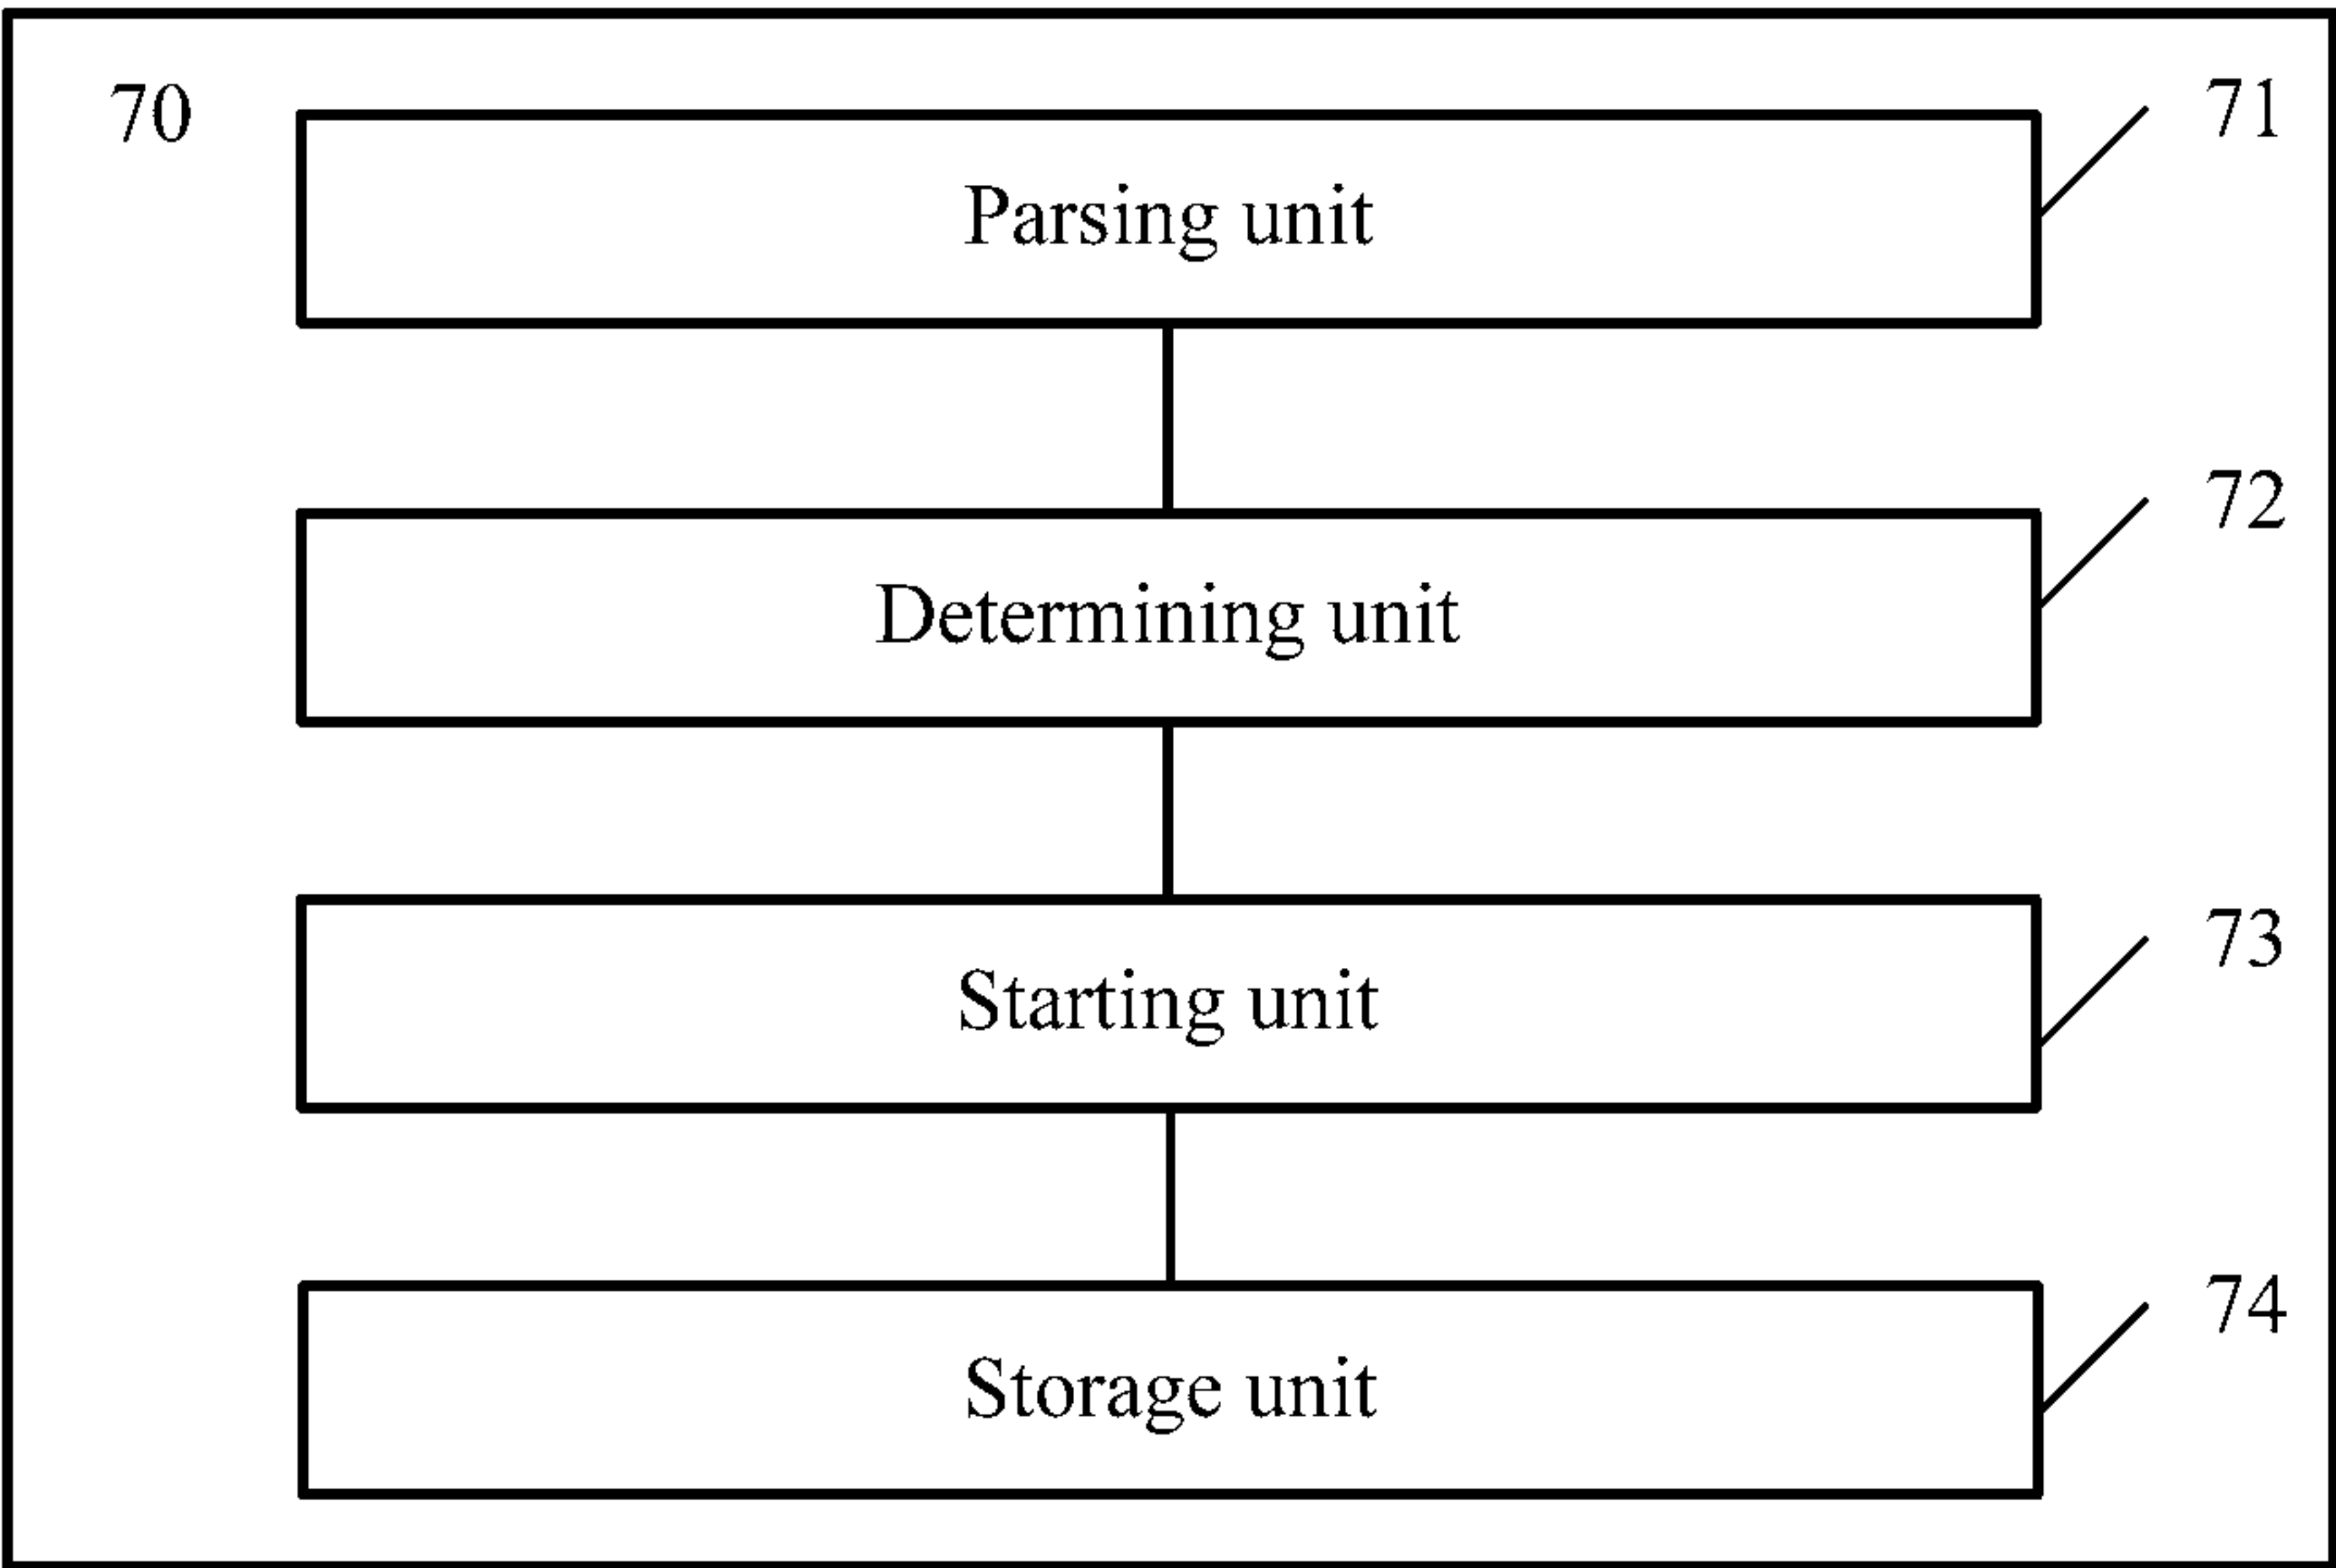 70
71
Parsing unit
72
Determining unit
73
Starting unit
74
Storage unit